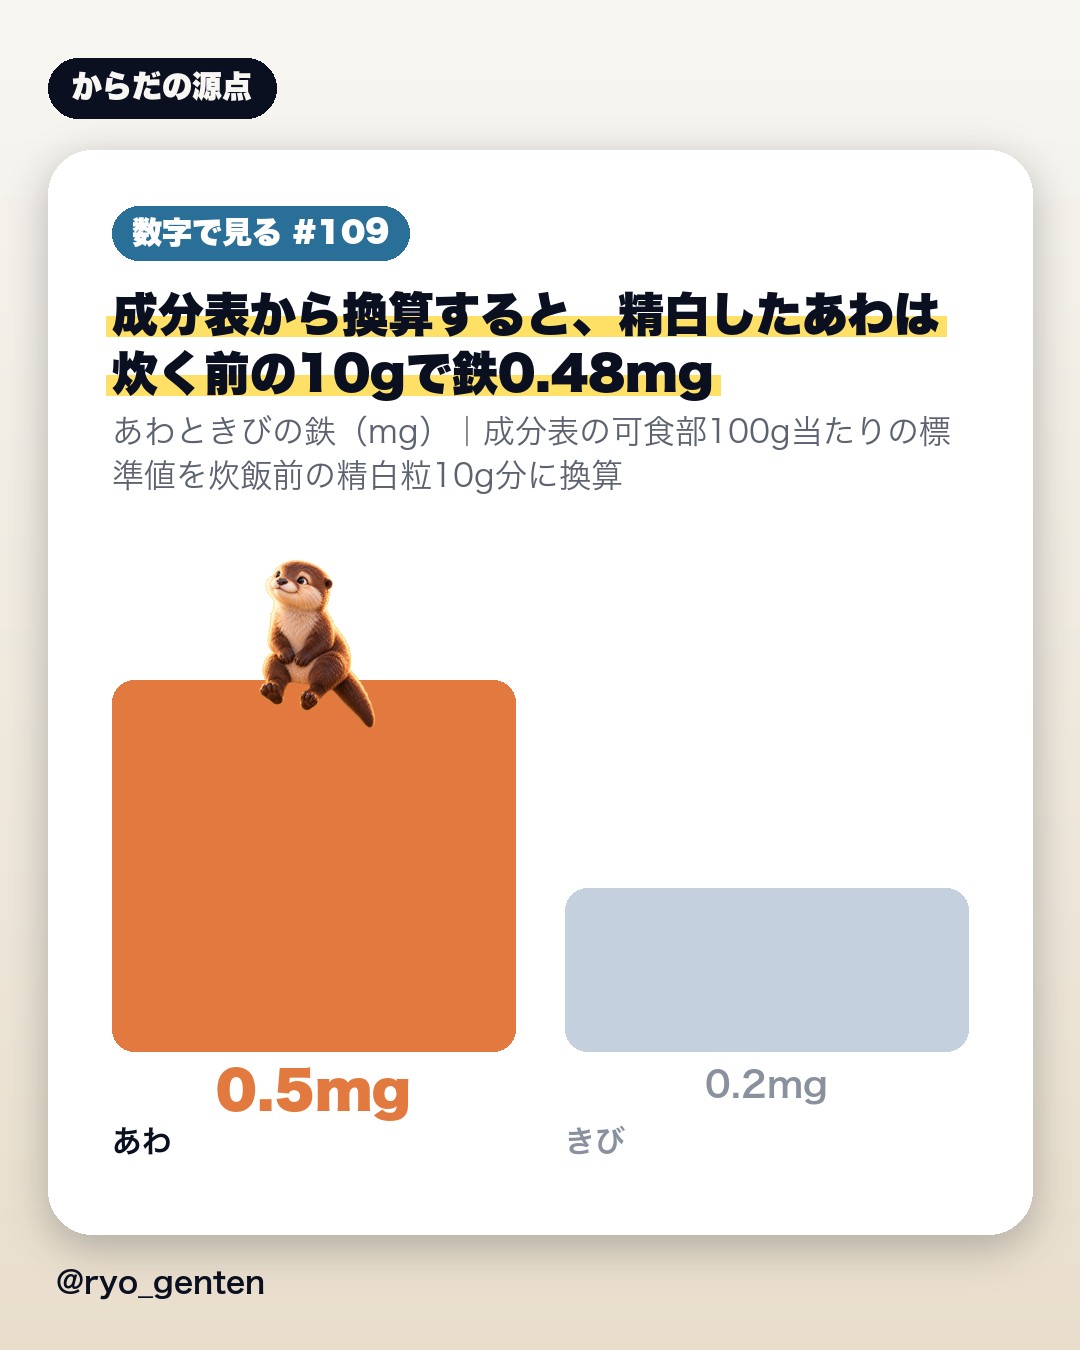 からだの源点
数字で見る #109
成分表から換算すると、精白したあわは
炊く前の10gで鉄0.48mg
あわときびの鉄（mg）｜成分表の可食部100g当たりの標
準値を炊飯前の精白粒10g分に換算
0.5mg
0.2mg
あわ
きび
@ryo_genten